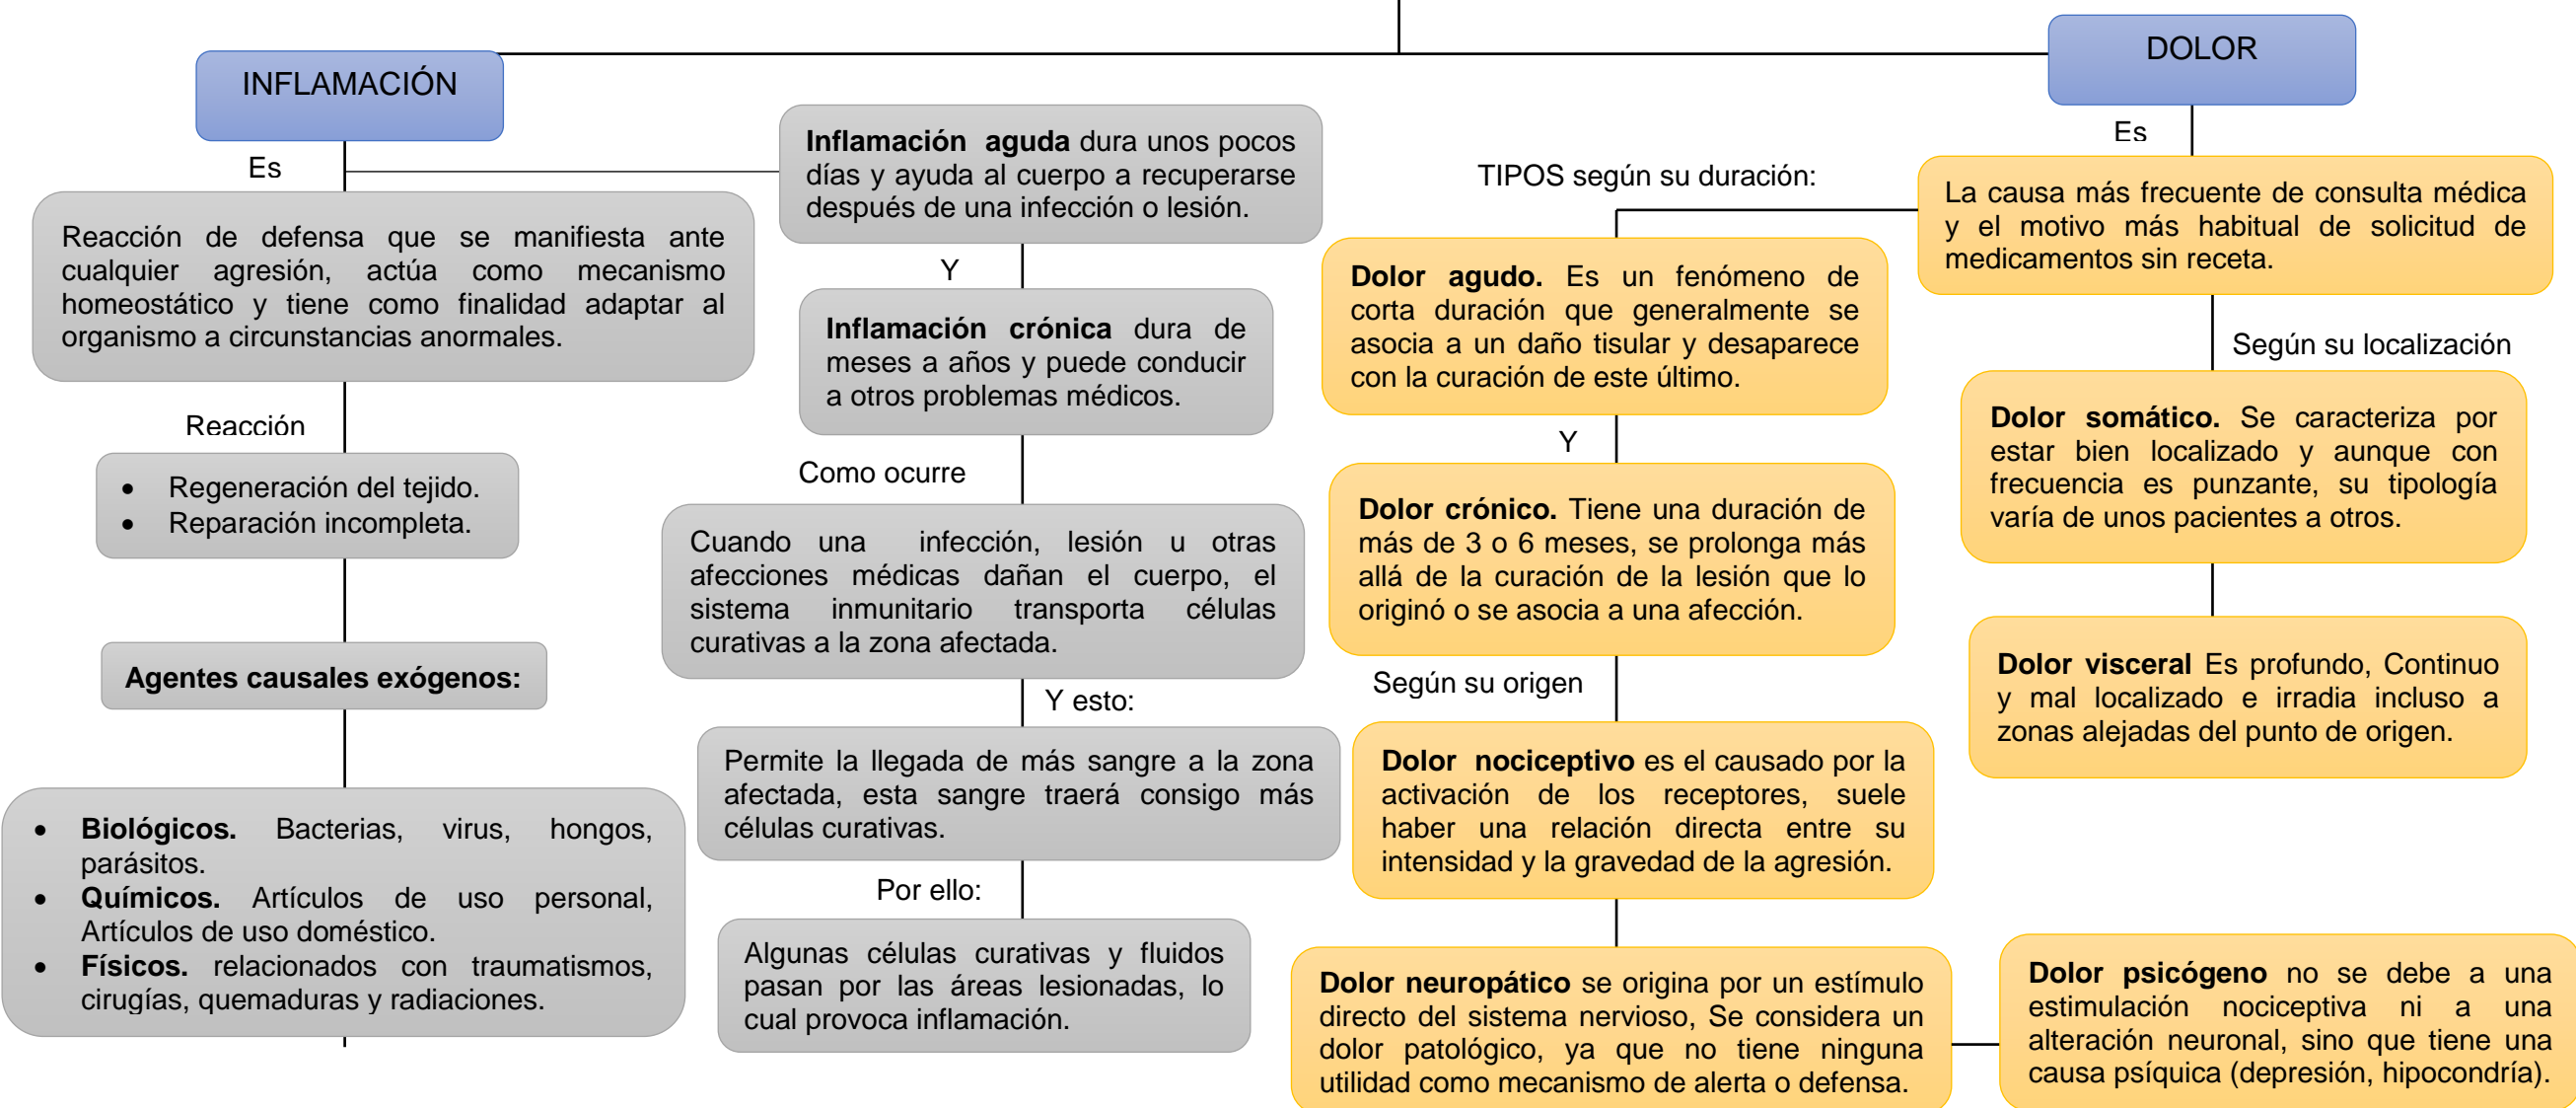 INFLAMACIÓN
Es
Reacción de defensa que se manifiesta ante
cualquier agresión, actúa como mecanismo
homeostático y tiene como finalidad adaptar al
organismo a circunstancias anormales.
Reacción
• Regeneración del tejido.
• Reparación incompleta.
Agentes causales exógenos:
• Biológicos. Bacterias, virus, hongos,
parásitos.
• Químicos. Artículos de uso personal,
Artículos de uso doméstico.
• Físicos. relacionados con traumatismos,
cirugías, quemaduras y radiaciones.
Inflamación aguda dura unos pocos
días y ayuda al cuerpo a recuperarse
después de una infección o lesión.
Y
Inflamación crónica dura de
meses a años y puede conducir
a otros problemas médicos.
Como ocurre
Cuando una infección, lesión u otras
afecciones médicas dañan el cuerpo, el
sistema inmunitario transporta células
curativas a la zona afectada.
Y esto:
Permite la llegada de más sangre a la zona
afectada, esta sangre traerá consigo más
células curativas.
Por ello:
Algunas células curativas y fluidos
pasan por las áreas lesionadas, lo
cual provoca inflamación.
DOLOR
Es
La causa más frecuente de consulta médica
y el motivo más habitual de solicitud de
medicamentos sin receta.
TIPOS según su duración:
Dolor agudo. Es un fenómeno de
corta duración que generalmente se
asocia a un daño tisular y desaparece
con la curación de este último.
Y
Dolor crónico. Tiene una duración de
más de 3 o 6 meses, se prolonga más
allá de la curación de la lesión que lo
originó o se asocia a una afección.
Según su origen
Dolor nociceptivo es el causado por la
activación de los receptores, suele
haber una relación directa entre su
intensidad y la gravedad de la agresión.
Dolor neuropático se origina por un estímulo
directo del sistema nervioso, Se considera un
dolor patológico, ya que no tiene ninguna
utilidad como mecanismo de alerta o defensa.
Dolor psicógeno no se debe a una
estimulación nociceptiva ni a una
alteración neuronal, sino que tiene una
causa psíquica (depresión, hipocondría).
Según su localización
Dolor somático. Se caracteriza por
estar bien localizado y aunque con
frecuencia es punzante, su tipología
varía de unos pacientes a otros.
Dolor visceral Es profundo, Continuo
y mal localizado e irradia incluso a
zonas alejadas del punto de origen.